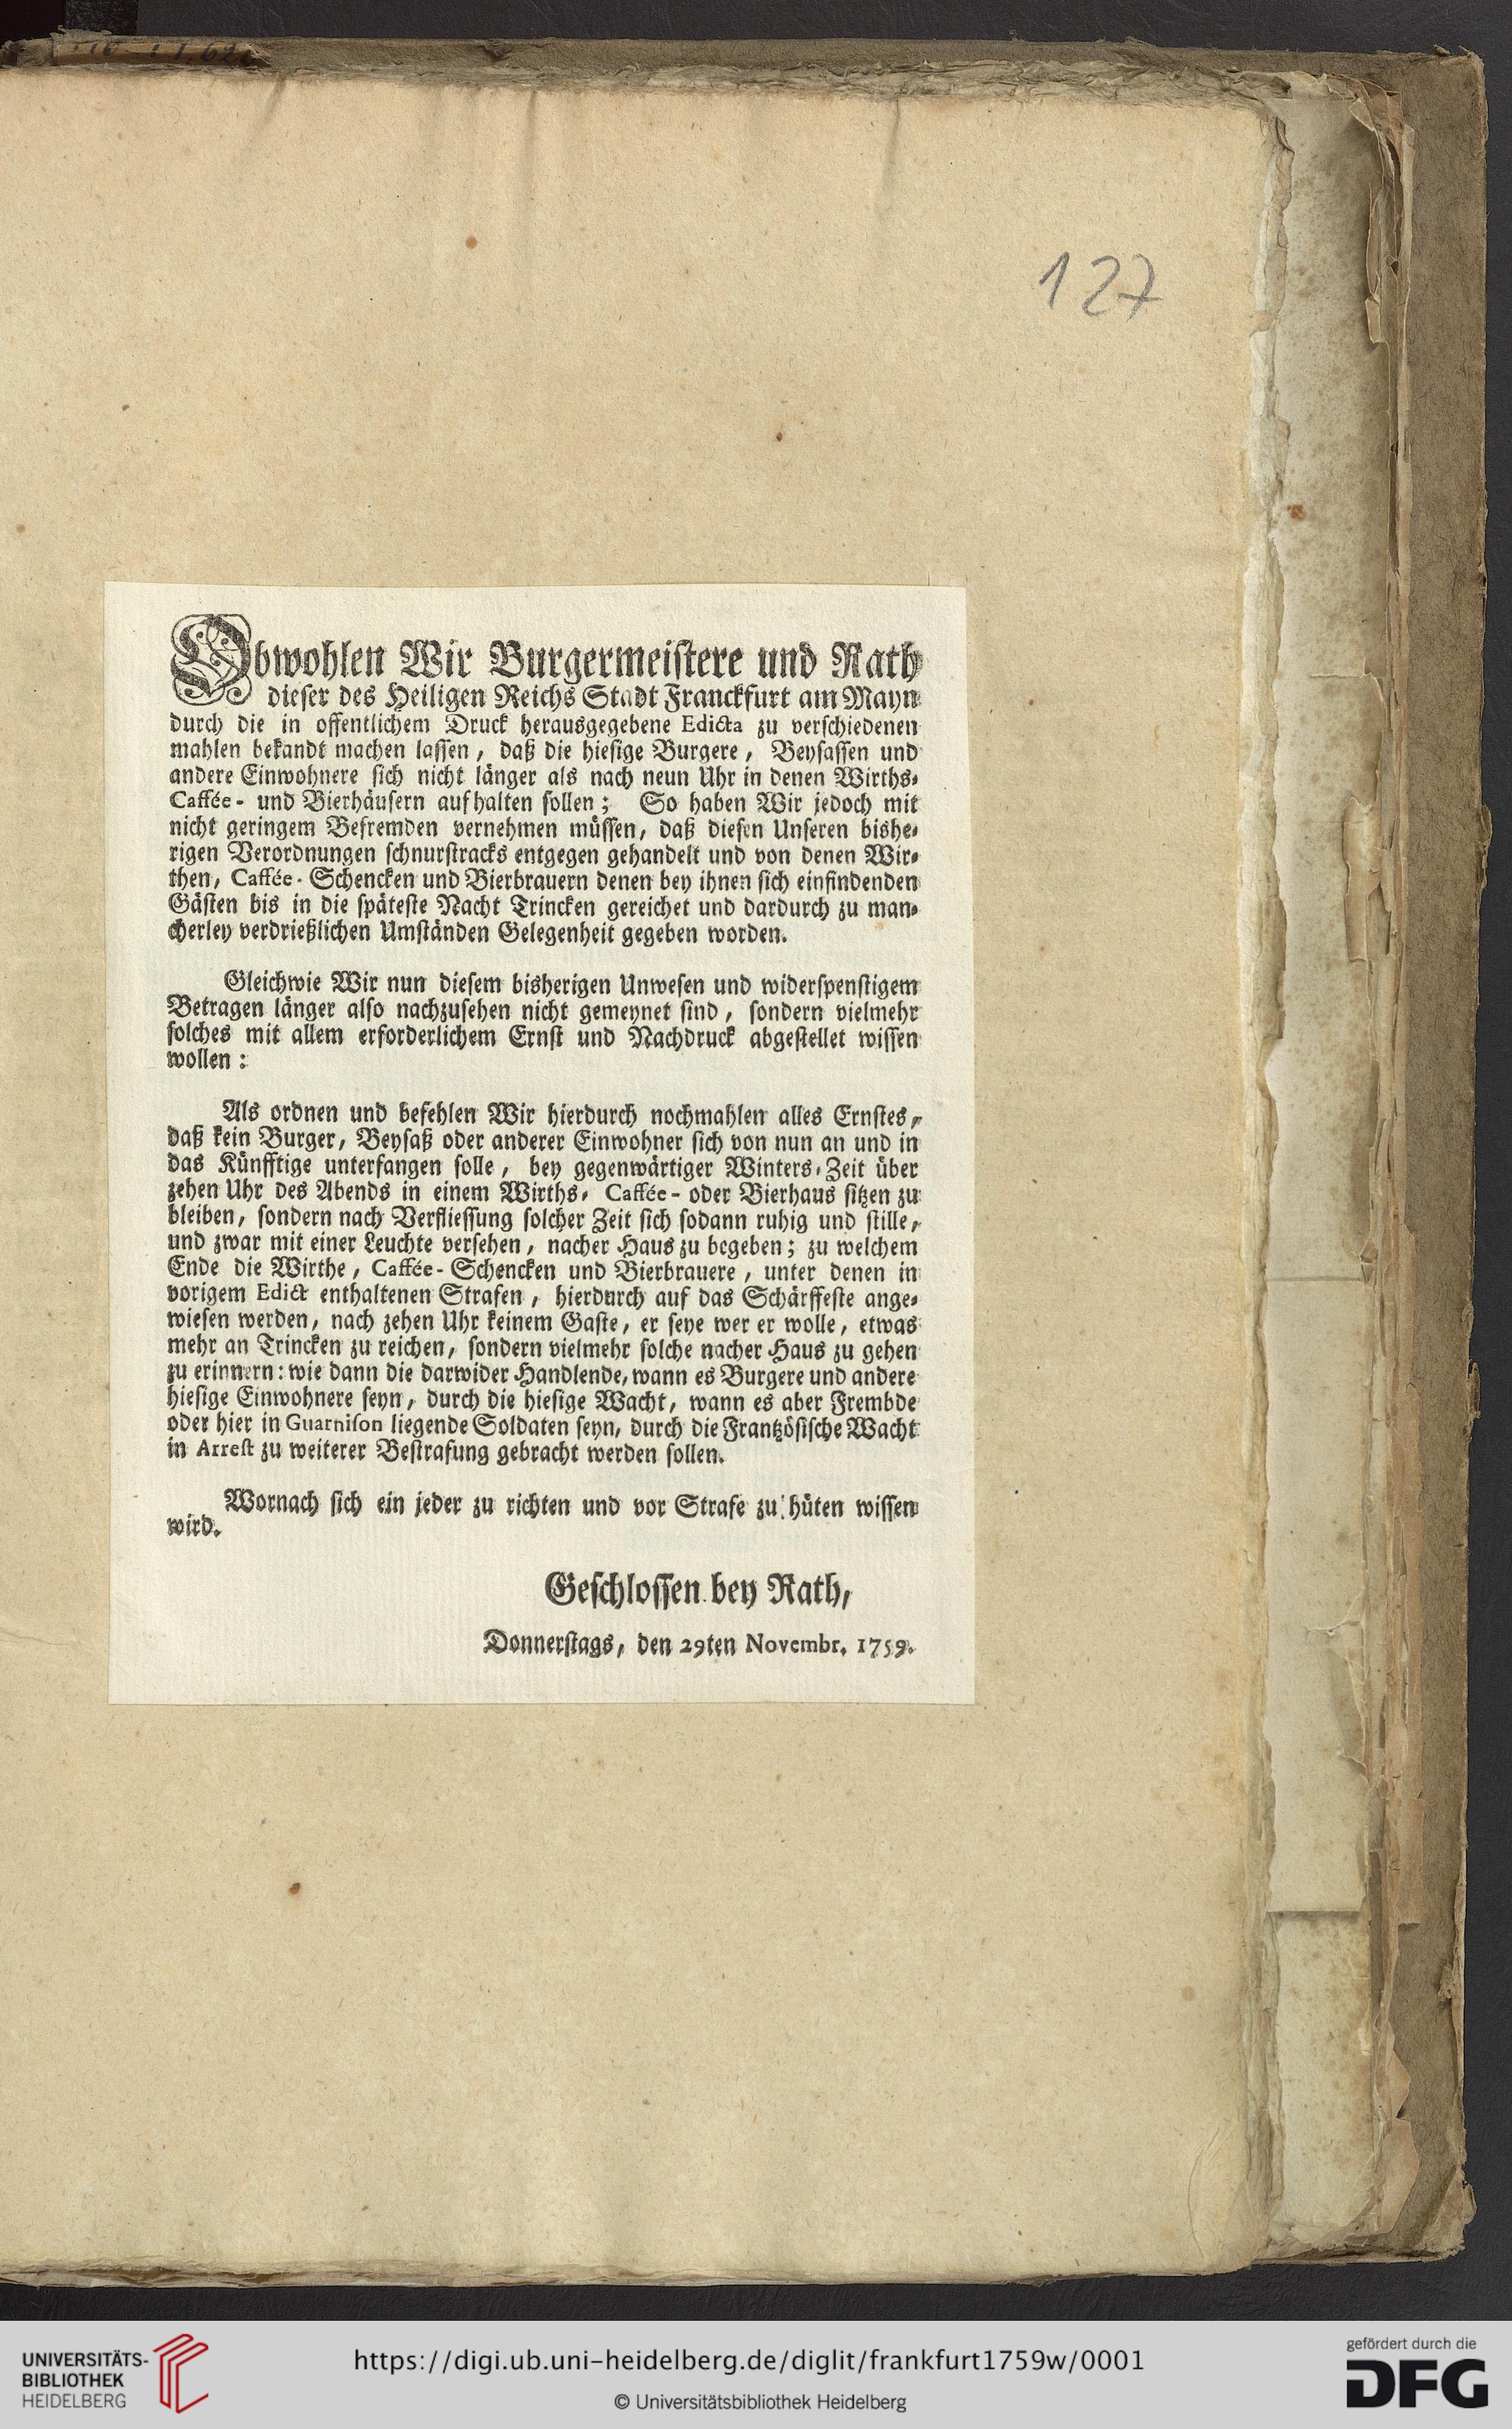 127
Obwohlen Wir Burgermeistere und Rath
dieser des Heiligen Reichs Stadt Franckfurt am Mayn
durch die in offentlichem Druck herausgegebene Edicta zu verschiedenen
mahlen bekandt machen lassen, daß die hiesige Burgere, Beysassen und
andere Einwohnere sich nicht länger als nach neun Uhr in denen Wirths-
Caffée- und Bierhäusern aufhalten sollen; So haben Wir jedoch mit
nicht geringem Befremden vernehmen müssen, daß diesen Unseren bishe-
rigen Verordnungen schnurstracks entgegen gehandelt und von denen Wir-
then, Caffée-Schencken und Bierbrauern denen bey ihnen sich einfindenden
Gästen bis in die späteste Nacht Trincken gereichet und dardurch zu man-
cherley verdrießlichen Umständen Gelegenheit gegeben worden.
Gleichwie Wir nun diesem bisherigen Unwesen und widerspenstigem
Betragen länger also nachzusehen nicht gemeynet sind, sondern vielmehr
solches mit allem erforderlichem Ernst und Nachdruck abgestellet wissen
wollen:
Als ordnen und befehlen Wir hierdurch nochmahlen alles Ernstes,
daß kein Burger, Beysaß oder anderer Einwohner sich von nun an und in
das Künfftige unterfangen solle, bey gegenwärtiger Winters-Zeit über
zehen Uhr des Abends in einem Wirths- Caffée- oder Bierhaus sitzen zu
bleiben, sondern nach Verfliessung solcher Zeit sich sodann ruhig und stille,
und zwar mit einer Leuchte versehen, nacher Haus zu begeben; zu welchem
Ende die Wirthe, Caffée-Schencken und Bierbrauere, unter denen in
vorigem Edict enthaltenen Strafen, hierdurch auf das Schärffeste ange-
wiesen werden, nach zehen Uhr keinem Gaste, er seye wer er wolle, etwas
mehr an Trincken zu reichen, sondern vielmehr solche nacher Haus zu gehen
zu erinnern: wie dann die darwider Handlende, wann es Burgere und andere
hiesige Einwohnere seyn, durch die hiesige Wacht, wann es aber Frembde
oder hier in Guarnison liegende Soldaten seyn, durch die Frantzösische Wacht
in Arrest zu weiterer Bestrafung gebracht werden sollen.
Wornach sich ein jeder zu richten und vor Strafe zu hüten wissen
wird.
Geschlossen bey Rath,
Donnerstags, den 29ten Novembr. 1759.
UNIVERSITÄTS-
BIBLIOTHEK
HEIDELBERG
https://digi.ub.uni-heidelberg.de/diglit/frankfurt1759w/0001
© Universitätsbibliothek Heidelberg
gefördert durch die
DFG